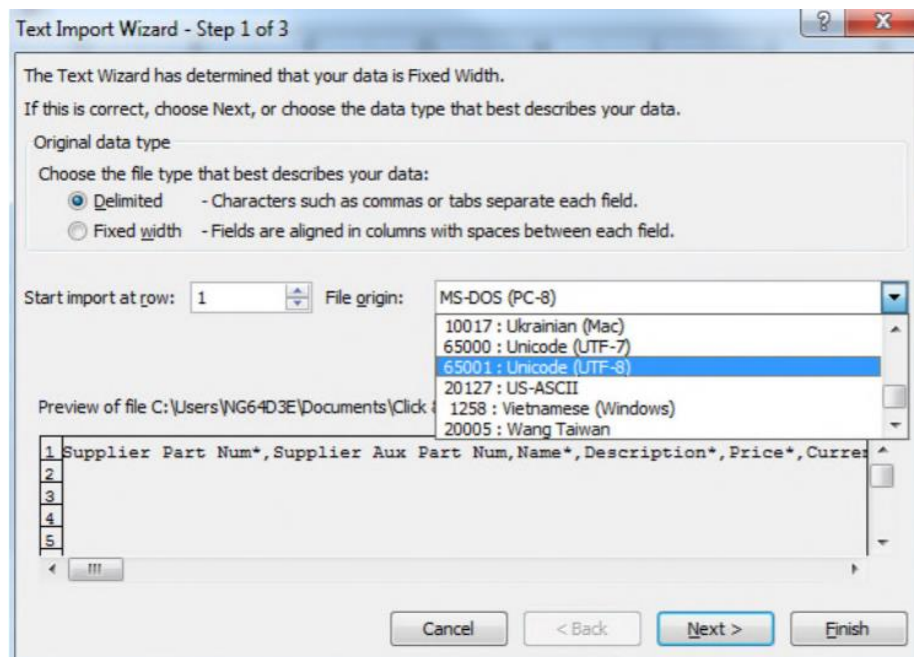 Text Import Wizard - Step 1 of 3
The Text Wizard has determined that your data is Fixed Width.
If this is correct, choose Next, or choose the data type that best describes your data.
Original data type
Choose the file type that best describes your data:
Delimited - Characters such as commas or tabs separate each field.
Fixed width - Fields are aligned in columns with spaces between each field.
Start import at row: 1 File origin: MS-DOS (PC-8)
10017 : Ukrainian (Mac)
65000 : Unicode (UTF-7)
65001 : Unicode (UTF-8)
20127 : US-ASCII
1258 : Vietnamese (Windows)
20005 : Wang Taiwan
Preview of file C:\Users\NG64D3E\Documents\Click
1 Supplier Part Num*,Supplier Aux Part Num,Name*,Description*,Price*,Curre
2
3
4
5
Cancel < Back Next > Finish